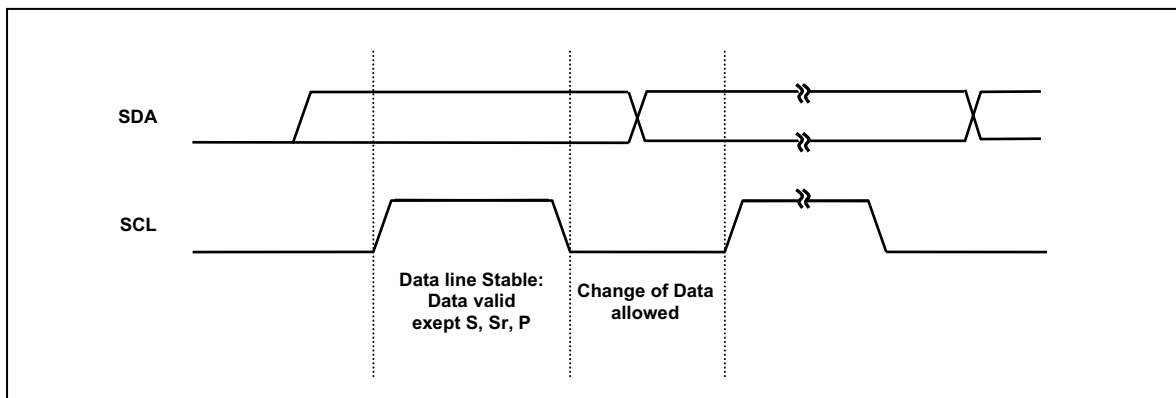 SDA
SCL
Data line Stable:
Data valid
exept S, Sr, P
Change of Data
allowed